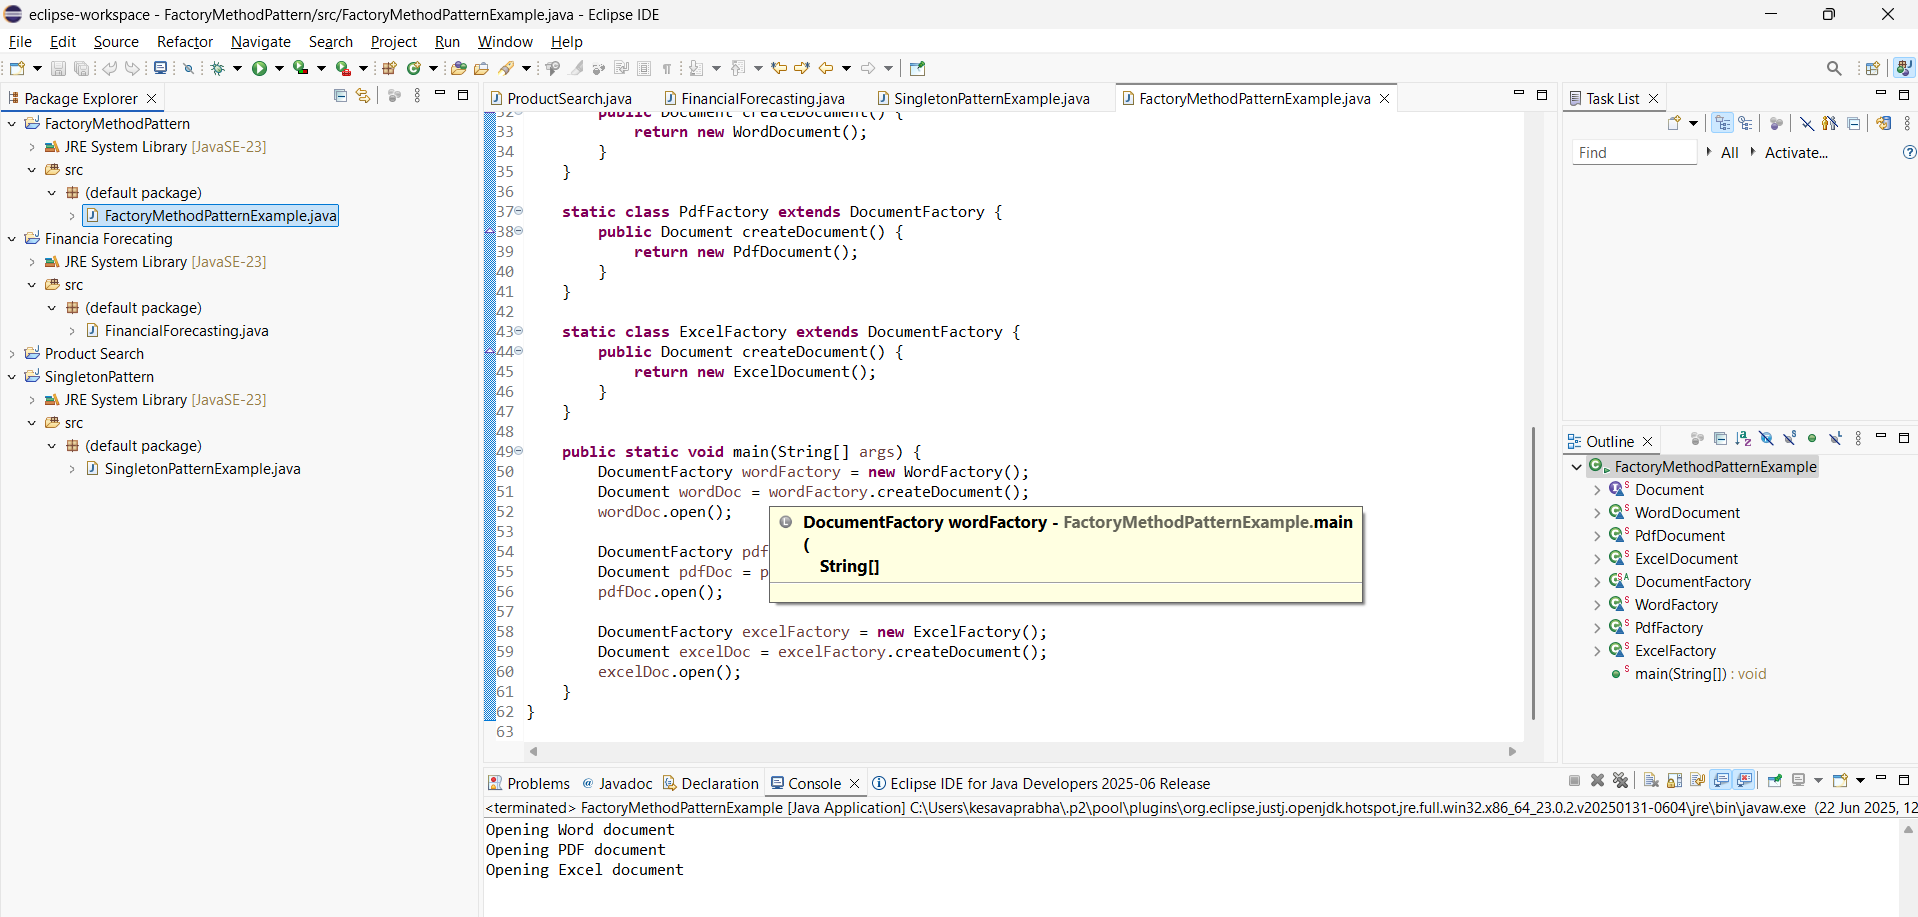 eclipse-workspace - FactoryMethodPattern/src/FactoryMethodPatternExample.java - Eclipse IDE
File Edit Source Refactor Navigate Search Project Run Window Help
Package Explorer
FactoryMethodPattern
JRE System Library [JavaSE-23]
src
(default package)
FactoryMethodPatternExample.java
Financia Forecating
JRE System Library [JavaSE-23]
src
(default package)
FinancialForecasting.java
Product Search
SingletonPattern
JRE System Library [JavaSE-23]
src
(default package)
SingletonPatternExample.java
ProductSearch.java FinancialForecasting.java SingletonPatternExample.java FactoryMethodPatternExample.java
32 public Document createDocument() {
33 return new WordDocument();
34 }
35 }
36
37 static class PdfFactory extends DocumentFactory {
38 public Document createDocument() {
39 return new PdfDocument();
40 }
41 }
42
43 static class ExcelFactory extends DocumentFactory {
44 public Document createDocument() {
45 return new ExcelDocument();
46 }
47 }
48
49 public static void main(String[] args) {
50 DocumentFactory wordFactory = new WordFactory();
51 Document wordDoc = wordFactory.createDocument();
52 wordDoc.open();
53
54 DocumentFactory pdf
55 Document pdfDoc = p
56 pdfDoc.open();
57
58 DocumentFactory excelFactory = new ExcelFactory();
59 Document excelDoc = excelFactory.createDocument();
60 excelDoc.open();
61 }
62 }
63
DocumentFactory wordFactory - FactoryMethodPatternExample.main
(
String[]
Task List
Find All Activate...
Outline
FactoryMethodPatternExample
Document
WordDocument
PdfDocument
ExcelDocument
DocumentFactory
WordFactory
PdfFactory
ExcelFactory
main(String[]) : void
Problems Javadoc Declaration Console Eclipse IDE for Java Developers 2025-06 Release
<terminated> FactoryMethodPatternExample [Java Application] C:\Users\kesavaprabha\.p2\pool\plugins\org.eclipse.justj.openjdk.hotspot.jre.full.win32.x86_64_23.0.2.v20250131-0604\jre\bin\javaw.exe (22 Jun 2025, 12
Opening Word document
Opening PDF document
Opening Excel document